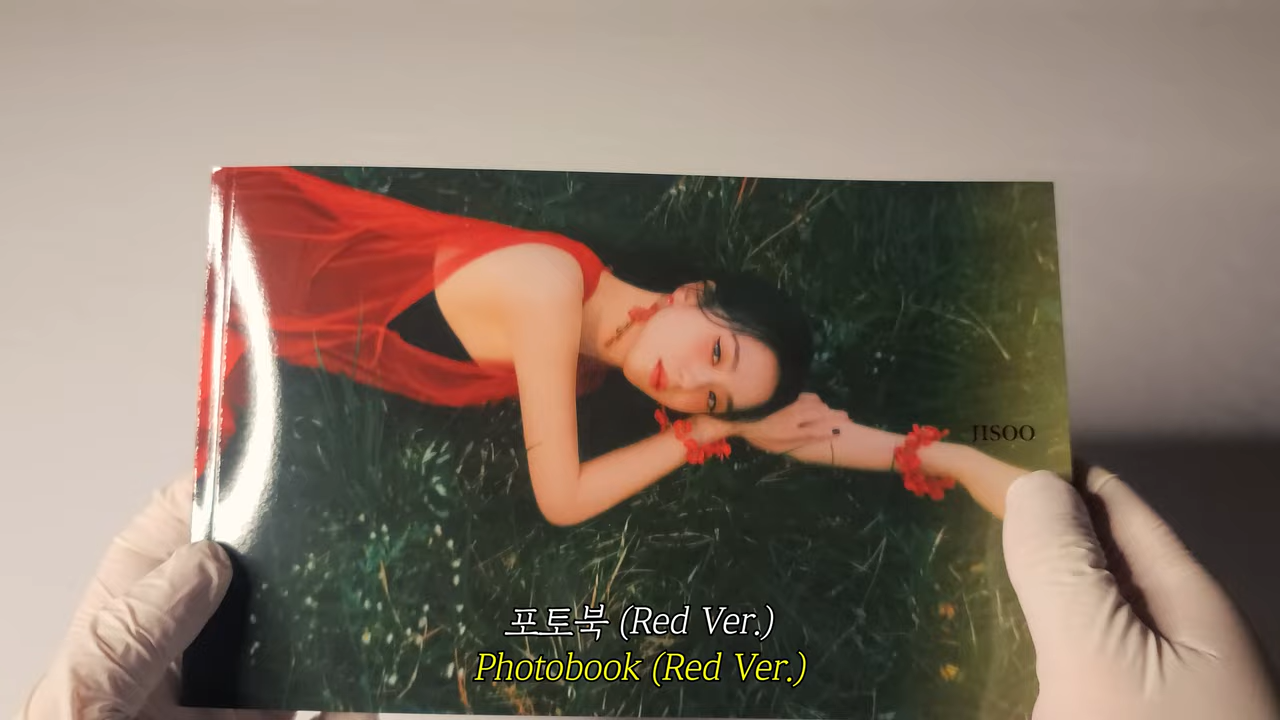 JISOO
포토북 (Red Ver.)
Photobook (Red Ver.)